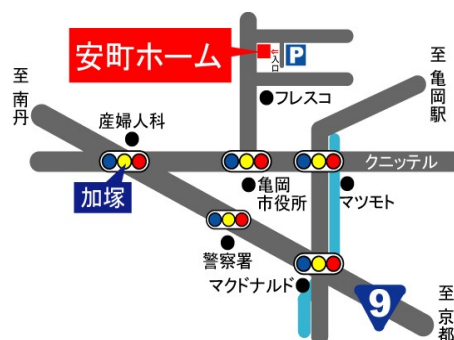 安町ホーム
⇐入口
P
至 亀岡駅
至 南丹
フレスコ
産婦人科
クニッテル
加塚
亀岡
市役所
マツモト
警察署
マクドナルド
9
至 京都